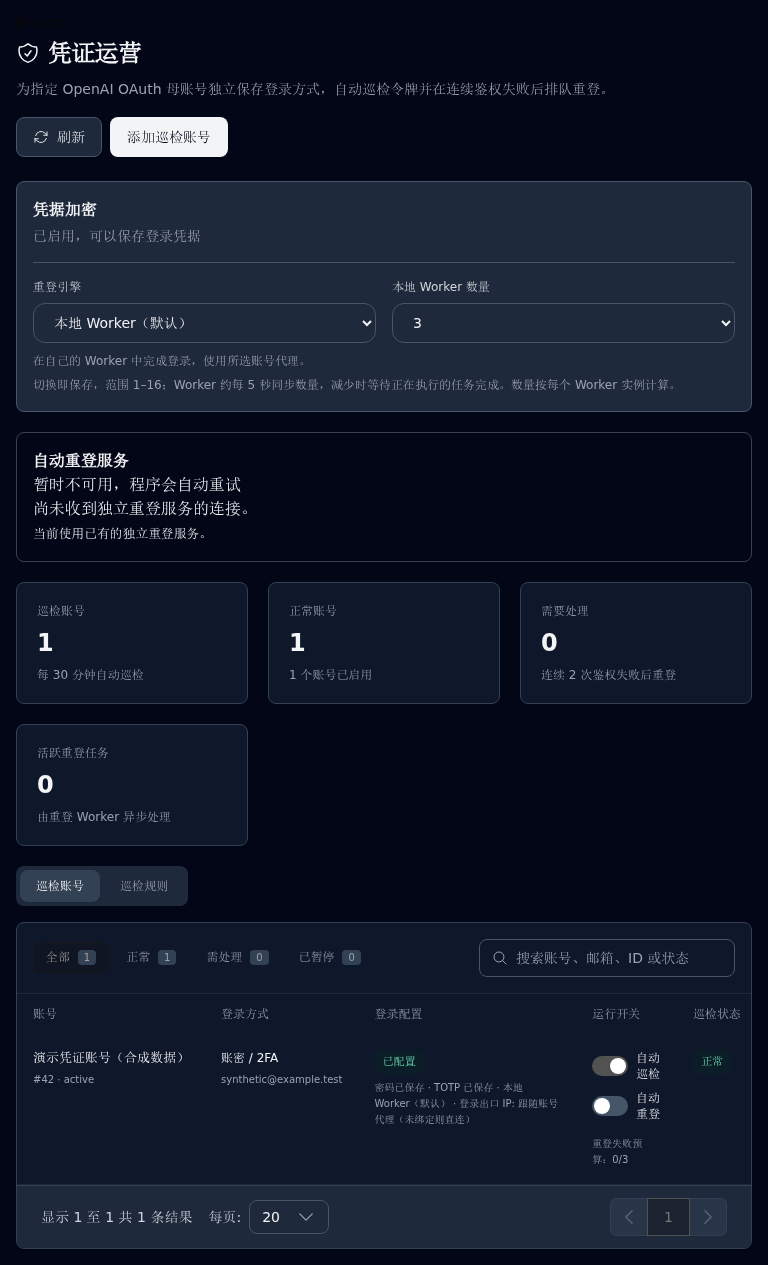 凭证运营
为指定 OpenAI OAuth 母账号独立保存登录方式，自动巡检令牌并在连续鉴权失败后排队重登。
刷新 添加巡检账号
凭据加密
已启用，可以保存登录凭据
重登引擎 本地 Worker 数量
本地 Worker（默认） 3
在自己的 Worker 中完成登录，使用所选账号代理。
切换即保存，范围 1–16；Worker 约每 5 秒同步数量，减少时等待正在执行的任务完成。数量按每个 Worker 实例计算。
自动重登服务
暂时不可用，程序会自动重试
尚未收到独立重登服务的连接。
当前使用已有的独立重登服务。
巡检账号 正常账号 需要处理
1 1 0
每 30 分钟自动巡检 1 个账号已启用 连续 2 次鉴权失败后重登
活跃重登任务
0
由重登 Worker 异步处理
巡检账号 巡检规则
全部 1 正常 1 需处理 0 已暂停 0 搜索账号、邮箱、ID 或状态
账号 登录方式 登录配置 运行开关 巡检状态
演示凭证账号（合成数据） 账密 / 2FA 已配置 自动 正常
巡检
#42 · active synthetic@example.test
密码已保存 · TOTP 已保存 · 本地
Worker（默认） · 登录出口 IP: 跟随账号 自动
代理（未绑定则直连） 重登
重登失败预
算：0/3
显示 1 至 1 共 1 条结果 每页: 20 1